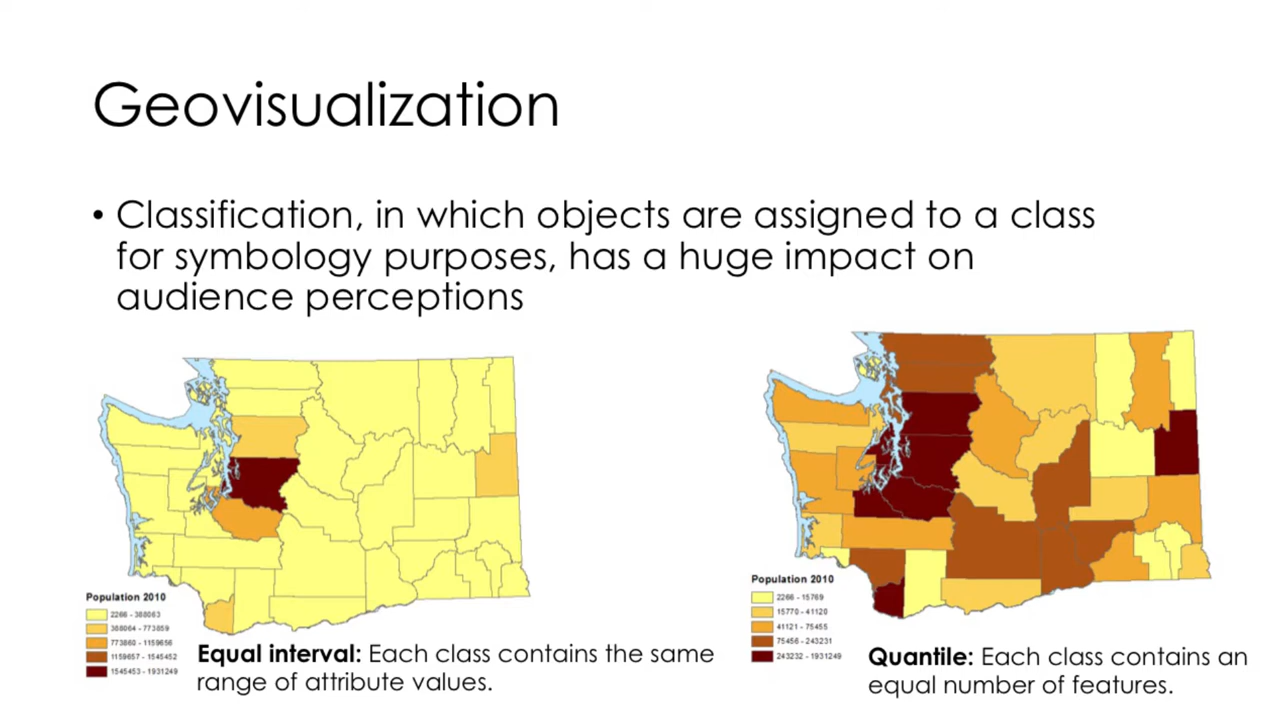 Geovisualization
• Classification, in which objects are assigned to a class
for symbology purposes, has a huge impact on
audience perceptions
Population 2010
2266 - 388063
388064 - 773859
773860 - 1159656
1159657 - 1545452
1545453 - 1931249
Equal interval: Each class contains the same
range of attribute values.
Population 2010
2266 - 15769
15770 - 41120
41121 - 75455
75456 - 243231
243232 - 1931249
Quantile: Each class contains an
equal number of features.